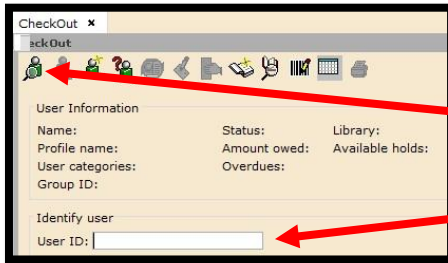 CheckOut ×
eckOut
User Information
Name: Status: Library:
Profile name: Amount owed: Available holds:
User categories: Overdues:
Group ID:
Identify user
User ID: